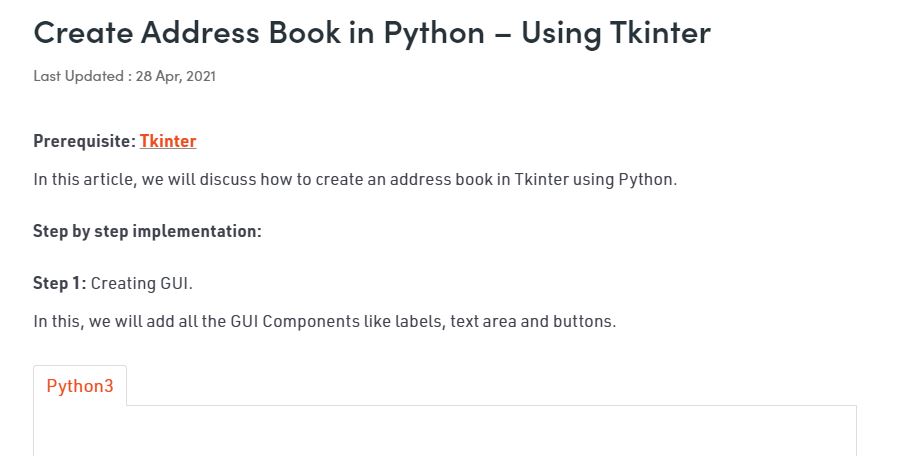 Create Address Book in Python – Using Tkinter
Last Updated : 28 Apr, 2021
Prerequisite: Tkinter
In this article, we will discuss how to create an address book in Tkinter using Python.
Step by step implementation:
Step 1: Creating GUI.
In this, we will add all the GUI Components like labels, text area and buttons.
Python3